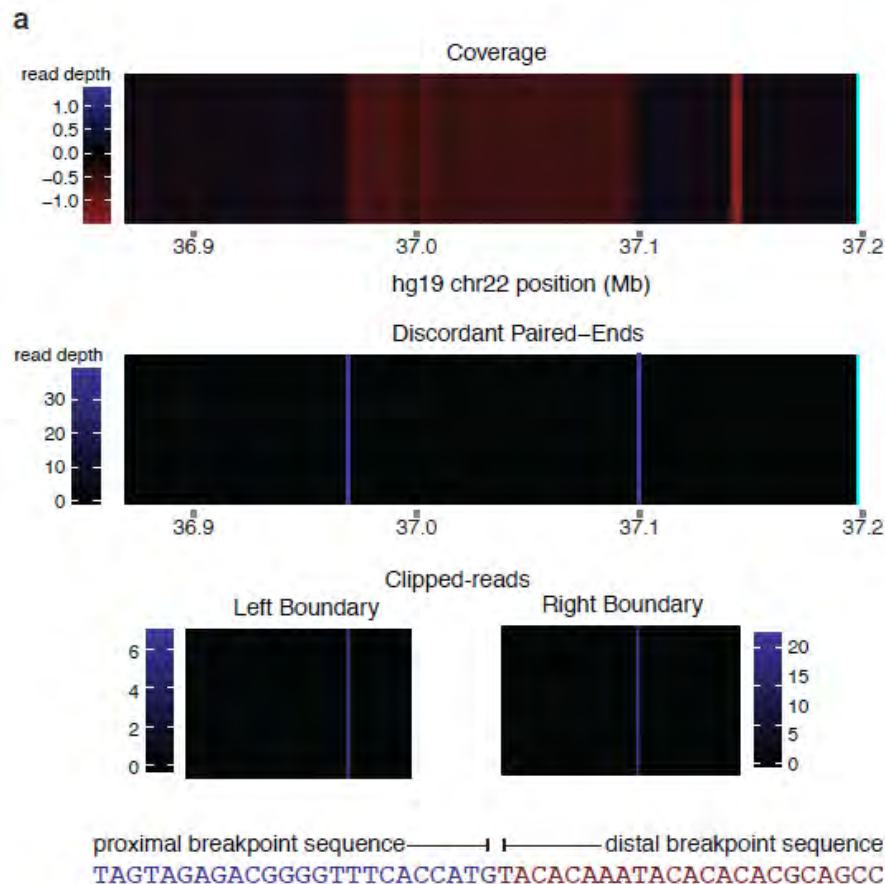 a
Coverage
read depth
1.0
0.5
0.0
−0.5
−1.0
36.9 37.0 37.1 37.2
hg19 chr22 position (Mb)
Discordant Paired−Ends
read depth
30
20
10
0
36.9 37.0 37.1 37.2
Clipped-reads
Left Boundary Right Boundary
6
4
2
0
20
15
10
5
0
proximal breakpoint sequence distal breakpoint sequence
TAGTAGAGACGGGGTTTCACCATGTACACAAATACACACACGCAGCC